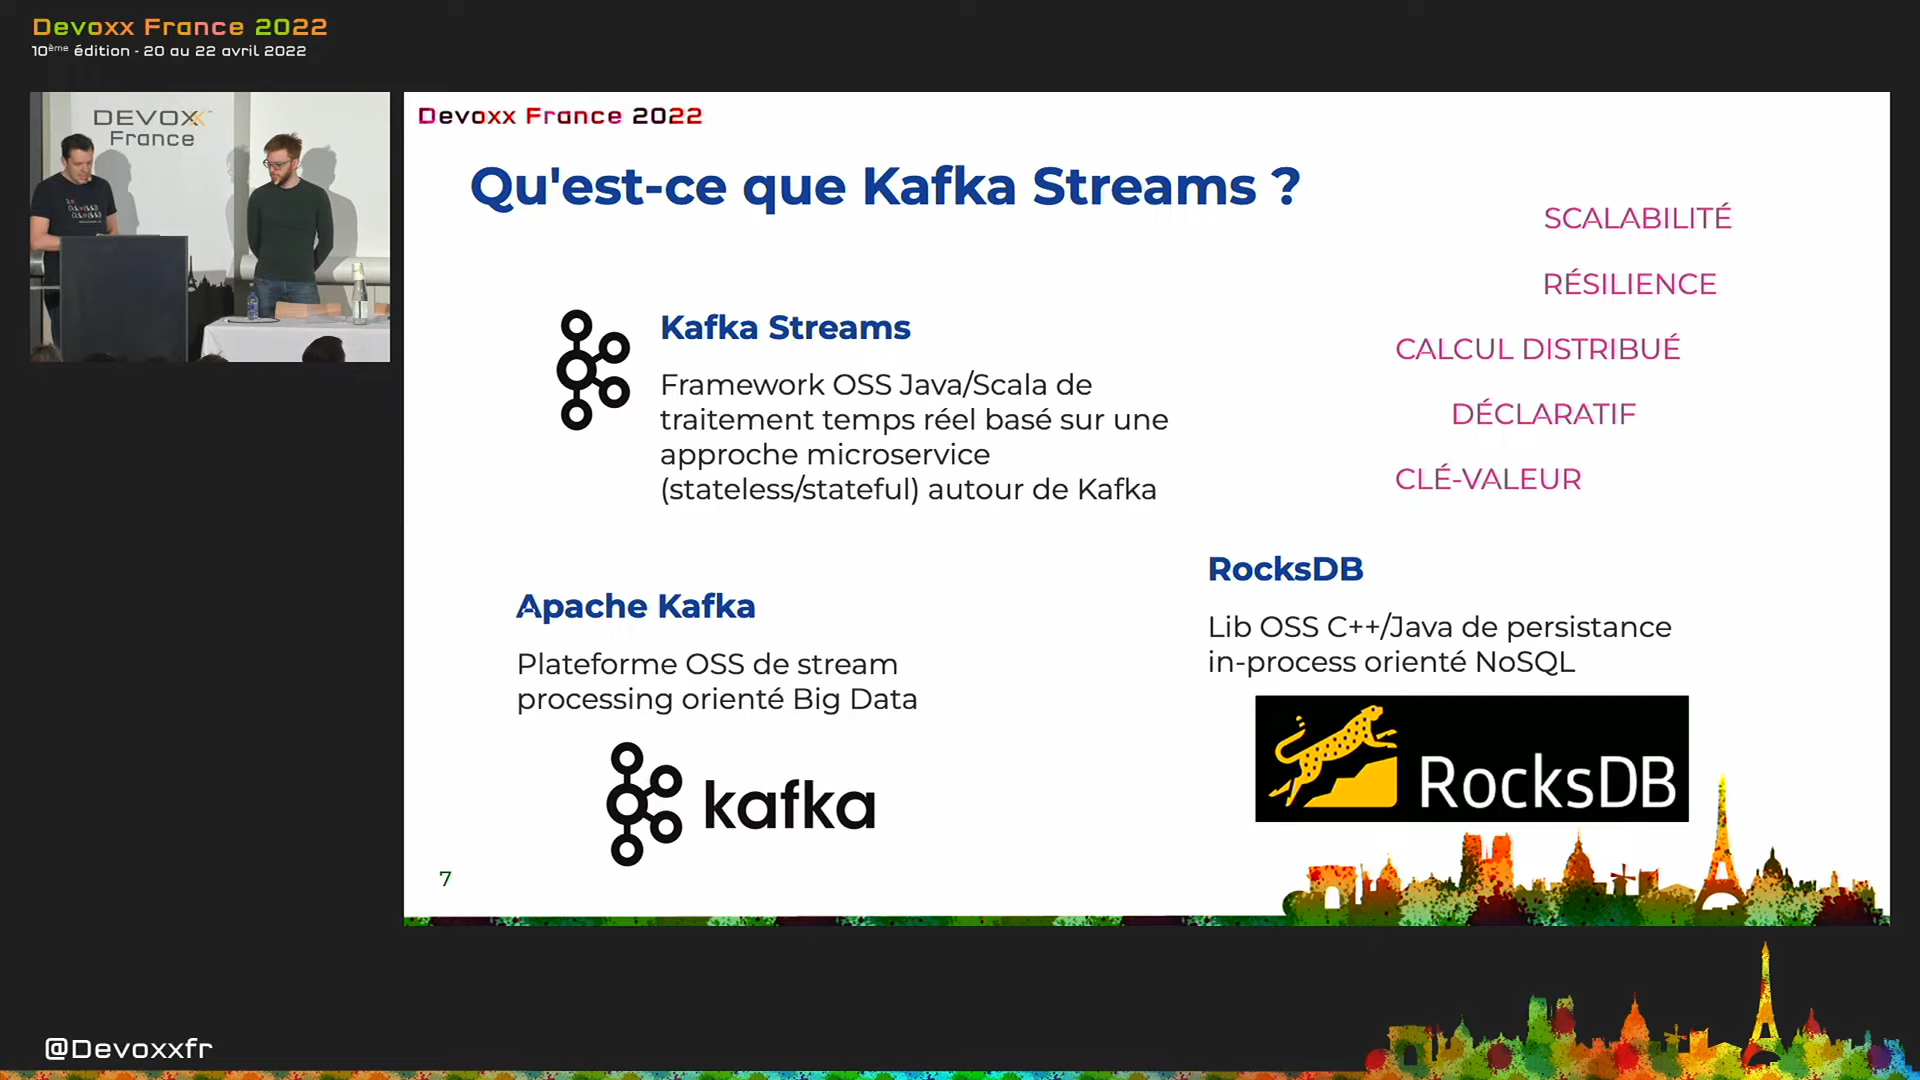 Devoxx France 2022
10ème édition - 20 au 22 avril 2022
DEVOXX
France
Devoxx France 2022
Qu'est-ce que Kafka Streams ?
SCALABILITÉ
RÉSILIENCE
CALCUL DISTRIBUÉ
DÉCLARATIF
CLÉ-VALEUR
Kafka Streams
Framework OSS Java/Scala de
traitement temps réel basé sur une
approche microservice
(stateless/stateful) autour de Kafka
Apache Kafka
Plateforme OSS de stream
processing orienté Big Data
kafka
RocksDB
Lib OSS C++/Java de persistance
in-process orienté NoSQL
RocksDB
7
@Devoxxfr